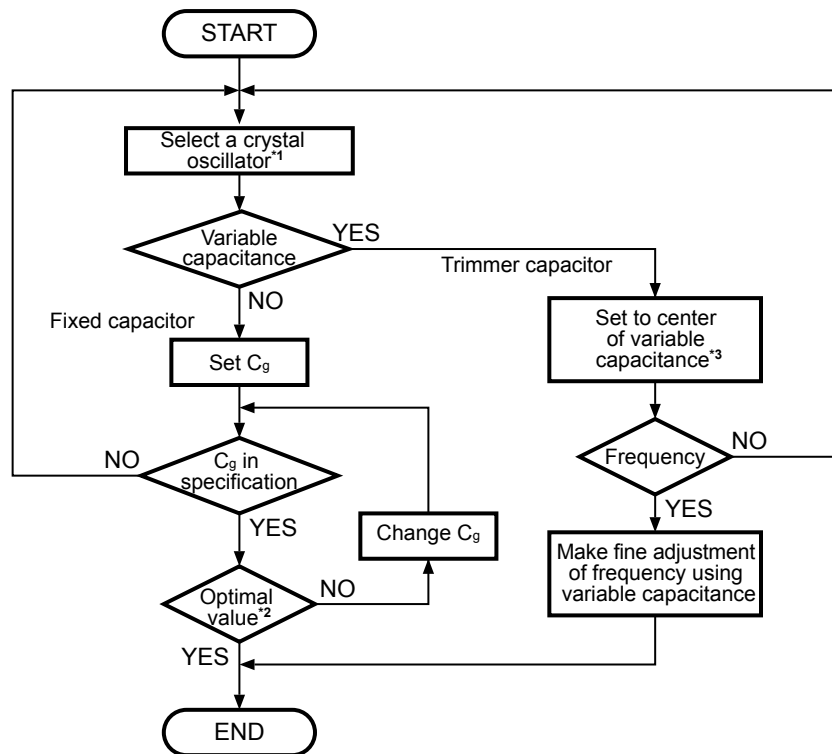 START
Select a crystal
oscillator*1
Variable
capacitance
YES
Trimmer capacitor
NO
Fixed capacitor
Set Cg
Set to center
of variable
capacitance*3
Cg in
specification
NO
YES
Change Cg
Frequency
NO
YES
Optimal
value*2
NO
YES
Make fine adjustment
of frequency using
variable capacitance
END